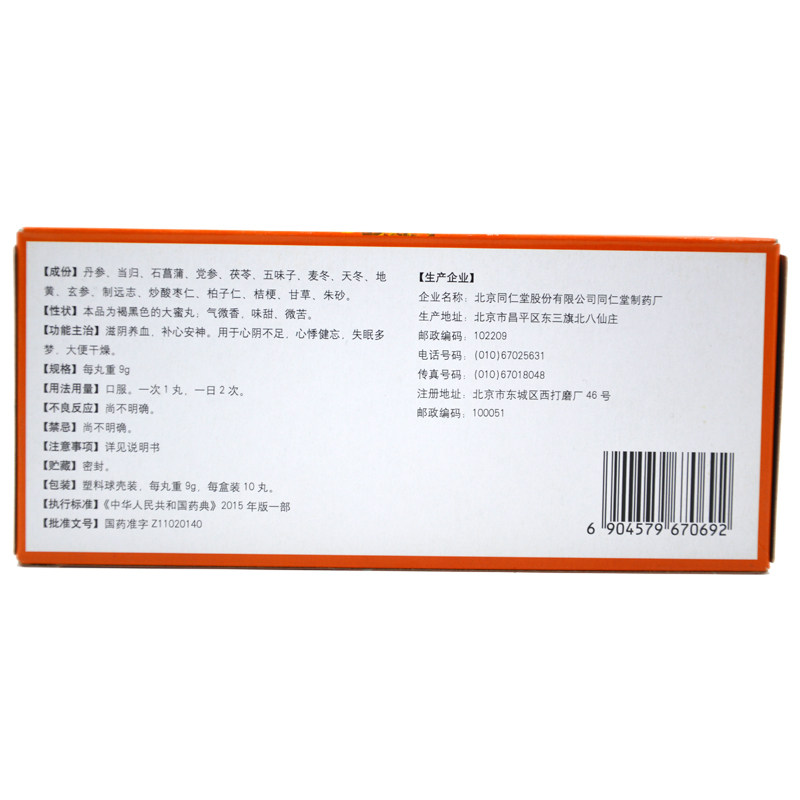 【成份】丹参、当归、石菖蒲、党参、茯苓、五味子、麦冬、天冬、地
黄、玄参、制远志、炒酸枣仁、柏子仁、桔梗、甘草、朱砂。
【性状】本品为褐黑色的大蜜丸；气微香，味甜、微苦。
【功能主治】滋阴养血、补心安神。用于心阴不足，心悸健忘、失眠多
梦、大便干燥。
【规格】每丸重 9g
【用法用量】口服。一次 1 丸，一日 2 次。
【不良反应】尚不明确。
【禁忌】尚不明确。
【注意事项】详见说明书
【贮藏】密封。
【包装】塑料球壳装，每丸重 9g，每盒装 10 丸。
【执行标准】《中华人民共和国药典》2015 年版一部
【批准文号】国药准字 Z11020140
【生产企业】
企业名称：北京同仁堂股份有限公司同仁堂制药厂
生产地址：北京市昌平区东三旗北八仙庄
邮政编码：102209
电话号码：(010)67025631
传真号码：(010)67018048
注册地址：北京市东城区西打磨厂 46 号
邮政编码：100051
6 904579 670692